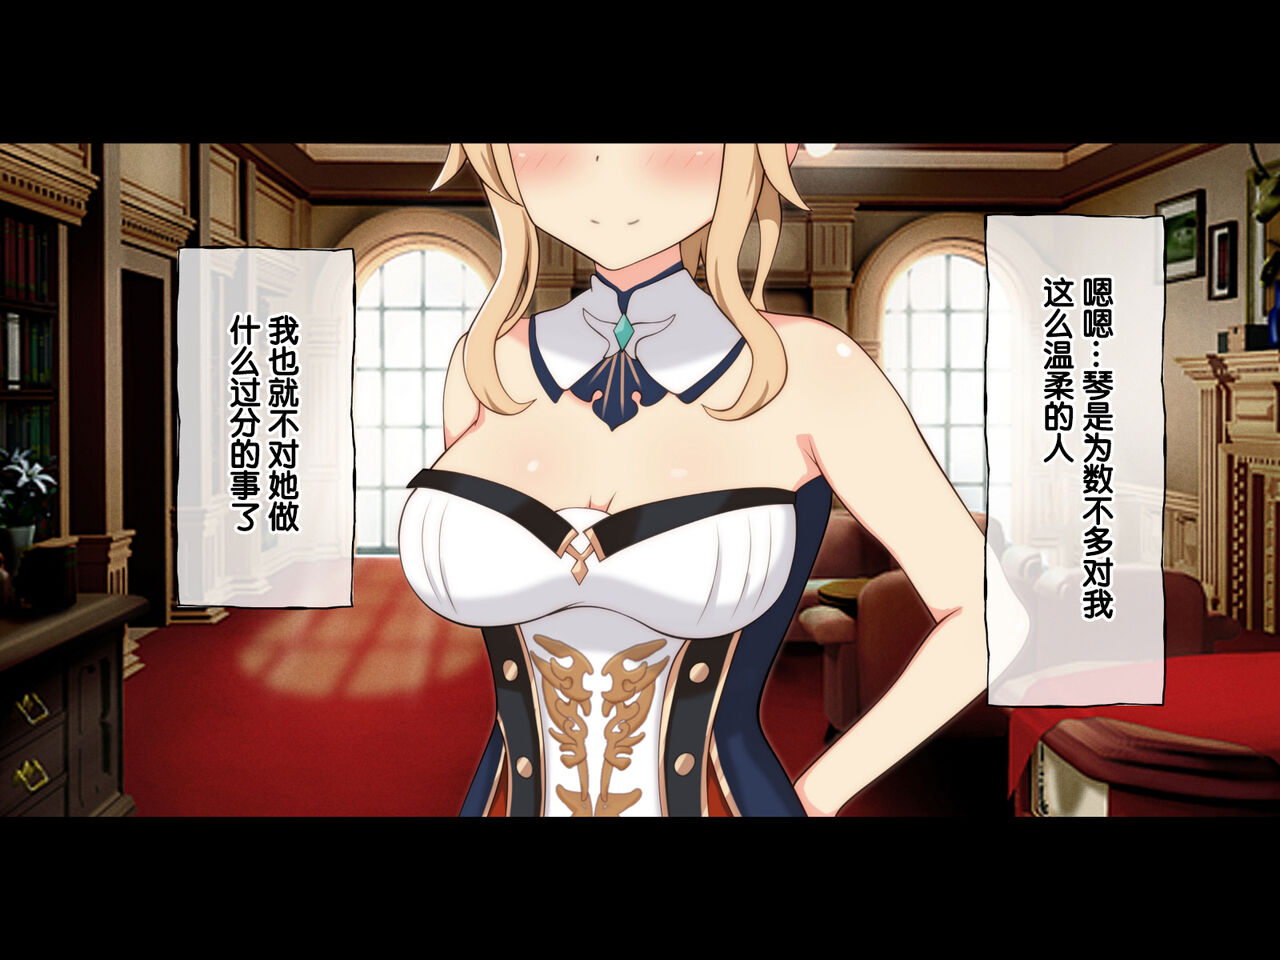 嗯嗯…琴是为数不多对我
这么温柔的人
我也就不对她做
什么过分的事了